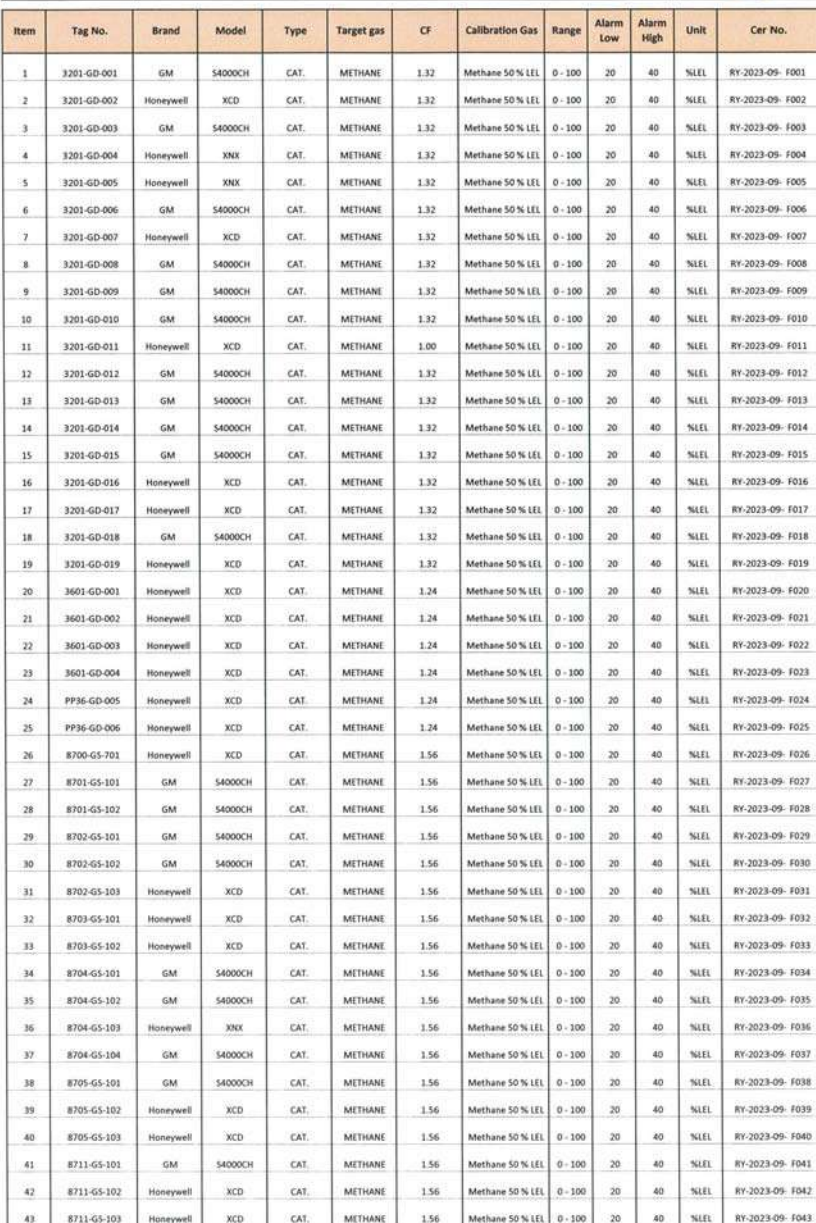 Item Tag No. Brand Model Type Target gas CF Calibration Gas Range Alarm Low Alarm High Unit Cer No.
1 3201-GD-001 GM S4000CH CAT. METHANE 1.32 Methane 50 % LEL 0 - 100 20 40 %LEL RY-2023-09- F001
2 3201-GD-002 Honeywell XCD CAT. METHANE 1.32 Methane 50 % LEL 0 - 100 20 40 %LEL RY-2023-09- F002
3 3201-GD-003 GM S4000CH CAT. METHANE 1.32 Methane 50 % LEL 0 - 100 20 40 %LEL RY-2023-09- F003
4 3201-GD-004 Honeywell XNX CAT. METHANE 1.32 Methane 50 % LEL 0 - 100 20 40 %LEL RY-2023-09- F004
5 3201-GD-005 Honeywell XNX CAT. METHANE 1.32 Methane 50 % LEL 0 - 100 20 40 %LEL RY-2023-09- F005
6 3201-GD-006 GM S4000CH CAT. METHANE 1.32 Methane 50 % LEL 0 - 100 20 40 %LEL RY-2023-09- F006
7 3201-GD-007 Honeywell XCD CAT. METHANE 1.32 Methane 50 % LEL 0 - 100 20 40 %LEL RY-2023-09- F007
8 3201-GD-008 GM S4000CH CAT. METHANE 1.32 Methane 50 % LEL 0 - 100 20 40 %LEL RY-2023-09- F008
9 3201-GD-009 GM S4000CH CAT. METHANE 1.32 Methane 50 % LEL 0 - 100 20 40 %LEL RY-2023-09- F009
10 3201-GD-010 GM S4000CH CAT. METHANE 1.32 Methane 50 % LEL 0 - 100 20 40 %LEL RY-2023-09- F010
11 3201-GD-011 Honeywell XCD CAT. METHANE 1.00 Methane 50 % LEL 0 - 100 20 40 %LEL RY-2023-09- F011
12 3201-GD-012 GM S4000CH CAT. METHANE 1.32 Methane 50 % LEL 0 - 100 20 40 %LEL RY-2023-09- F012
13 3201-GD-013 GM S4000CH CAT. METHANE 1.32 Methane 50 % LEL 0 - 100 20 40 %LEL RY-2023-09- F013
14 3201-GD-014 GM S4000CH CAT. METHANE 1.32 Methane 50 % LEL 0 - 100 20 40 %LEL RY-2023-09- F014
15 3201-GD-015 GM S4000CH CAT. METHANE 1.32 Methane 50 % LEL 0 - 100 20 40 %LEL RY-2023-09- F015
16 3201-GD-016 Honeywell XCD CAT. METHANE 1.32 Methane 50 % LEL 0 - 100 20 40 %LEL RY-2023-09- F016
17 3201-GD-017 Honeywell XCD CAT. METHANE 1.32 Methane 50 % LEL 0 - 100 20 40 %LEL RY-2023-09- F017
18 3201-GD-018 GM S4000CH CAT. METHANE 1.32 Methane 50 % LEL 0 - 100 20 40 %LEL RY-2023-09- F018
19 3201-GD-019 Honeywell XCD CAT. METHANE 1.32 Methane 50 % LEL 0 - 100 20 40 %LEL RY-2023-09- F019
20 3601-GD-001 Honeywell XCD CAT. METHANE 1.24 Methane 50 % LEL 0 - 100 20 40 %LEL RY-2023-09- F020
21 3601-GD-002 Honeywell XCD CAT. METHANE 1.24 Methane 50 % LEL 0 - 100 20 40 %LEL RY-2023-09- F021
22 3601-GD-003 Honeywell XCD CAT. METHANE 1.24 Methane 50 % LEL 0 - 100 20 40 %LEL RY-2023-09- F022
23 3601-GD-004 Honeywell XCD CAT. METHANE 1.24 Methane 50 % LEL 0 - 100 20 40 %LEL RY-2023-09- F023
24 PP36-GD-005 Honeywell XCD CAT. METHANE 1.24 Methane 50 % LEL 0 - 100 20 40 %LEL RY-2023-09- F024
25 PP36-GD-006 Honeywell XCD CAT. METHANE 1.24 Methane 50 % LEL 0 - 100 20 40 %LEL RY-2023-09- F025
26 8700-GS-701 Honeywell XCD CAT. METHANE 1.56 Methane 50 % LEL 0 - 100 20 40 %LEL RY-2023-09- F026
27 8701-GS-101 GM S4000CH CAT. METHANE 1.56 Methane 50 % LEL 0 - 100 20 40 %LEL RY-2023-09- F027
28 8701-GS-102 GM S4000CH CAT. METHANE 1.56 Methane 50 % LEL 0 - 100 20 40 %LEL RY-2023-09- F028
29 8702-GS-101 GM S4000CH CAT. METHANE 1.56 Methane 50 % LEL 0 - 100 20 40 %LEL RY-2023-09- F029
30 8702-GS-102 GM S4000CH CAT. METHANE 1.56 Methane 50 % LEL 0 - 100 20 40 %LEL RY-2023-09- F030
31 8702-GS-103 Honeywell XCD CAT. METHANE 1.56 Methane 50 % LEL 0 - 100 20 40 %LEL RY-2023-09- F031
32 8703-GS-101 Honeywell XCD CAT. METHANE 1.56 Methane 50 % LEL 0 - 100 20 40 %LEL RY-2023-09- F032
33 8703-GS-102 Honeywell XCD CAT. METHANE 1.56 Methane 50 % LEL 0 - 100 20 40 %LEL RY-2023-09- F033
34 8704-GS-101 GM S4000CH CAT. METHANE 1.56 Methane 50 % LEL 0 - 100 20 40 %LEL RY-2023-09- F034
35 8704-GS-102 GM S4000CH CAT. METHANE 1.56 Methane 50 % LEL 0 - 100 20 40 %LEL RY-2023-09- F035
36 8704-GS-103 Honeywell XNX CAT. METHANE 1.56 Methane 50 % LEL 0 - 100 20 40 %LEL RY-2023-09- F036
37 8704-GS-104 GM S4000CH CAT. METHANE 1.56 Methane 50 % LEL 0 - 100 20 40 %LEL RY-2023-09- F037
38 8705-GS-101 GM S4000CH CAT. METHANE 1.56 Methane 50 % LEL 0 - 100 20 40 %LEL RY-2023-09- F038
39 8705-GS-102 Honeywell XCD CAT. METHANE 1.56 Methane 50 % LEL 0 - 100 20 40 %LEL RY-2023-09- F039
40 8705-GS-103 Honeywell XCD CAT. METHANE 1.56 Methane 50 % LEL 0 - 100 20 40 %LEL RY-2023-09- F040
41 8711-GS-101 GM S4000CH CAT. METHANE 1.56 Methane 50 % LEL 0 - 100 20 40 %LEL RY-2023-09- F041
42 8711-GS-102 Honeywell XCD CAT. METHANE 1.56 Methane 50 % LEL 0 - 100 20 40 %LEL RY-2023-09- F042
43 8711-GS-103 Honeywell XCD CAT. METHANE 1.56 Methane 50 % LEL 0 - 100 20 40 %LEL RY-2023-09- F043